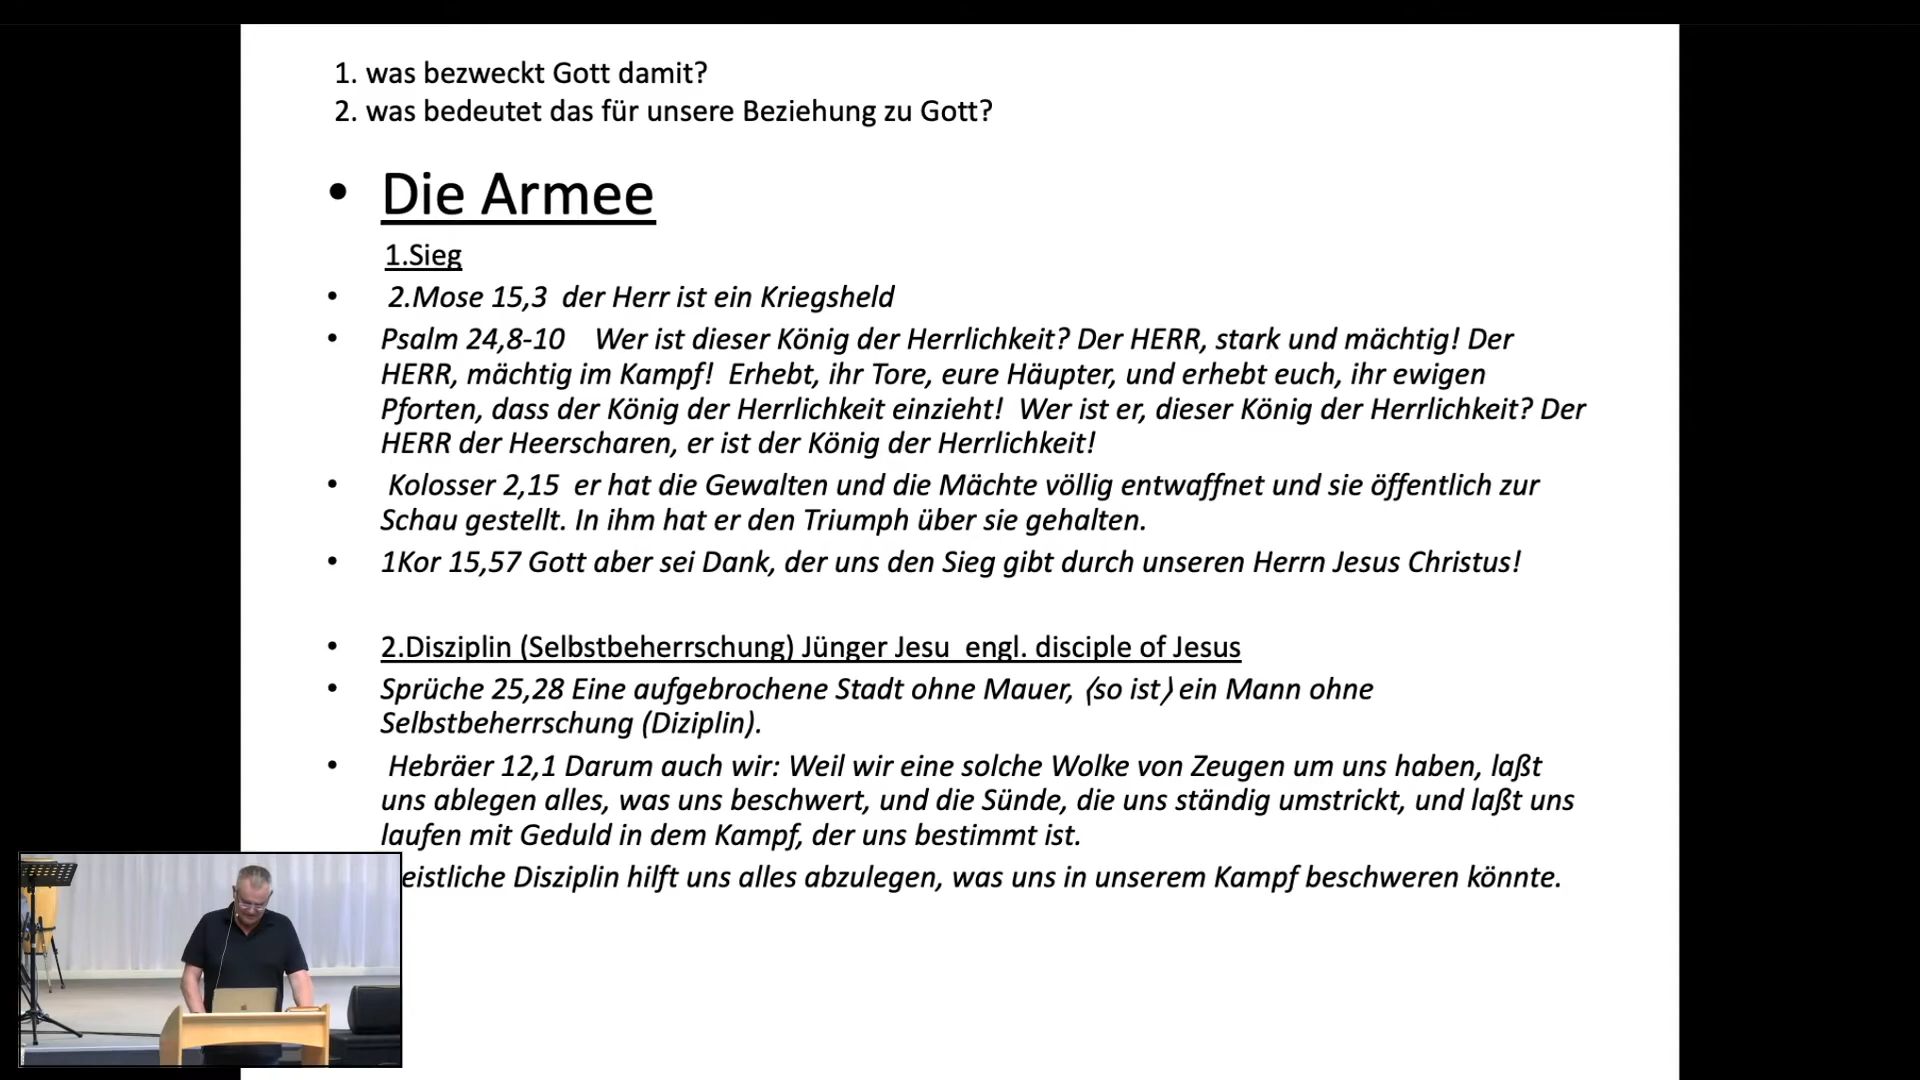 1. was bezweckt Gott damit?
2. was bedeutet das für unsere Beziehung zu Gott?
• Die Armee
1.Sieg
• 2.Mose 15,3 der Herr ist ein Kriegsheld
• Psalm 24,8-10 Wer ist dieser König der Herrlichkeit? Der HERR, stark und mächtig! Der
HERR, mächtig im Kampf! Erhebt, ihr Tore, eure Häupter, und erhebt euch, ihr ewigen
Pforten, dass der König der Herrlichkeit einzieht! Wer ist er, dieser König der Herrlichkeit? Der
HERR der Heerscharen, er ist der König der Herrlichkeit!
• Kolosser 2,15 er hat die Gewalten und die Mächte völlig entwaffnet und sie öffentlich zur
Schau gestellt. In ihm hat er den Triumph über sie gehalten.
• 1Kor 15,57 Gott aber sei Dank, der uns den Sieg gibt durch unseren Herrn Jesus Christus!
• 2.Disziplin (Selbstbeherrschung) Jünger Jesu engl. disciple of Jesus
• Sprüche 25,28 Eine aufgebrochene Stadt ohne Mauer, ⟨so ist⟩ ein Mann ohne
Selbstbeherrschung (Diziplin).
• Hebräer 12,1 Darum auch wir: Weil wir eine solche Wolke von Zeugen um uns haben, laßt
uns ablegen alles, was uns beschwert, und die Sünde, die uns ständig umstrickt, und laßt uns
laufen mit Geduld in dem Kampf, der uns bestimmt ist.
eistliche Disziplin hilft uns alles abzulegen, was uns in unserem Kampf beschweren könnte.